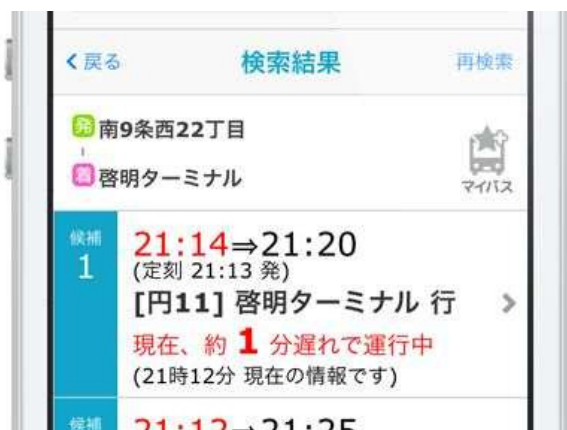 戻る 検索結果 再検索
発 南9条西22丁目
着 啓明ターミナル
マイバス
候補
1
21:14⇒21:20
(定刻 21:13 発)
[円11] 啓明ターミナル 行
現在、約 1 分遅れで運行中
(21時12分 現在の情報です)
候補
21:12⇒21:25